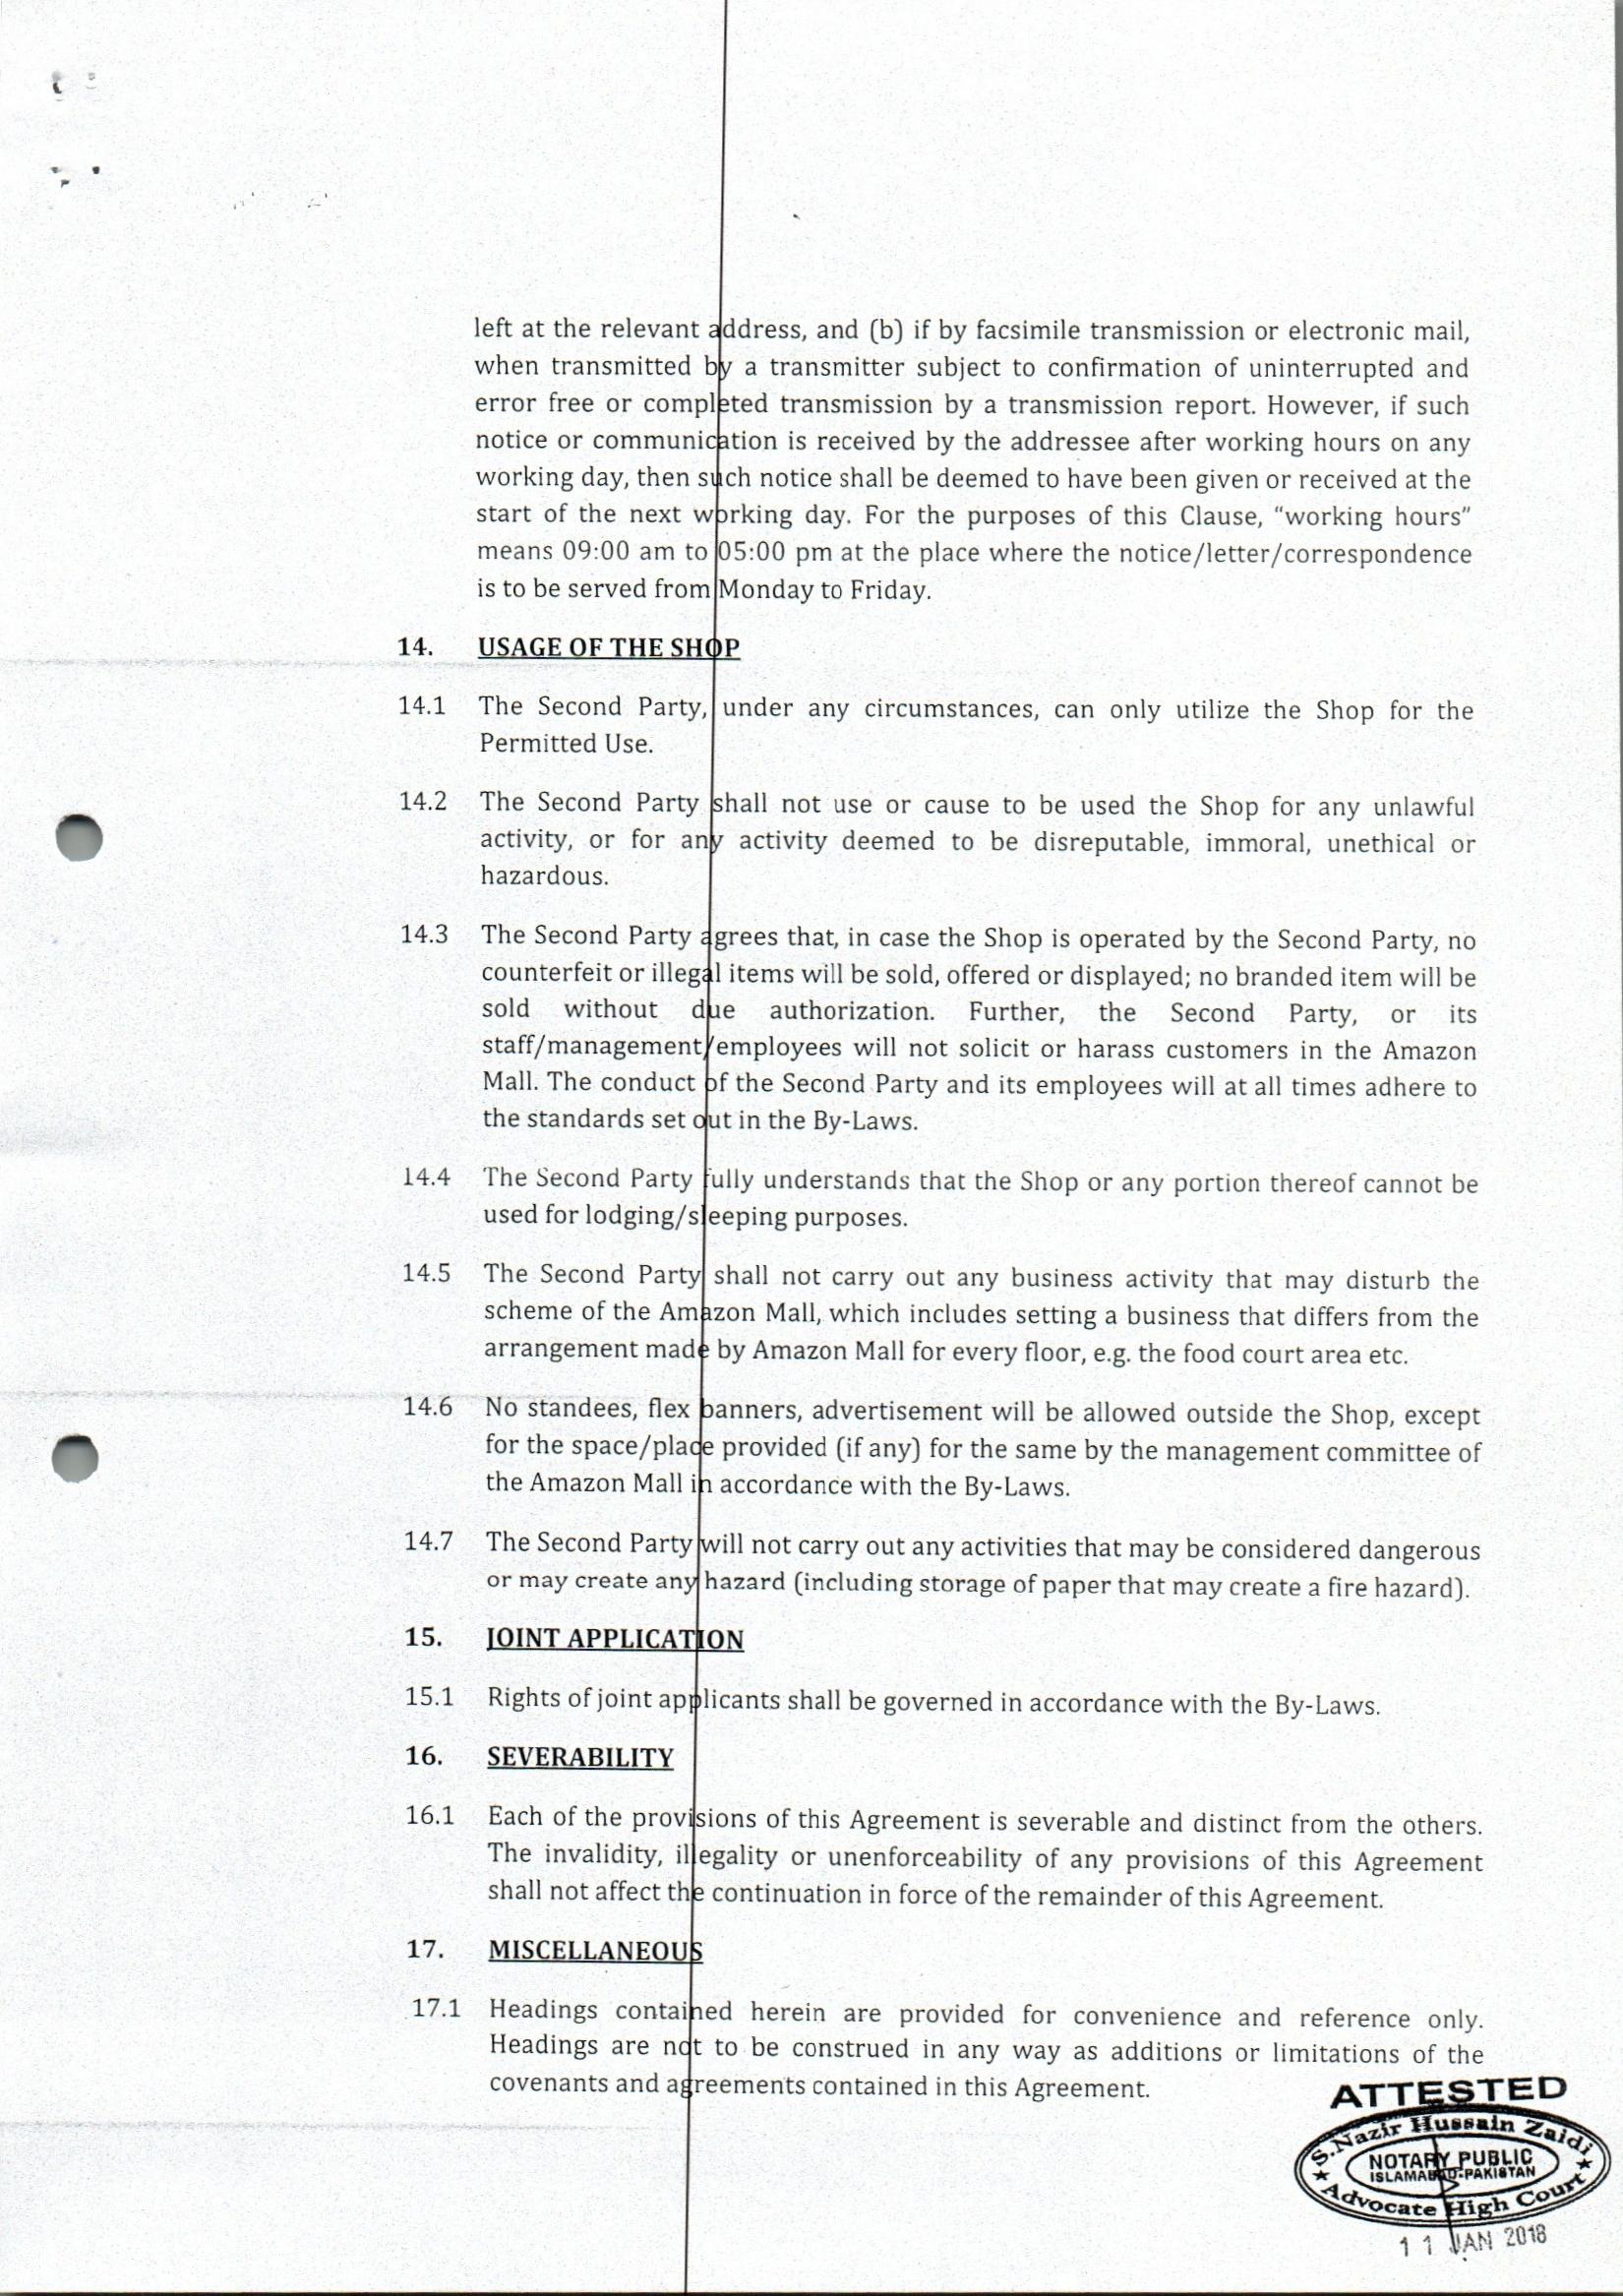 left at the relevant address, and (b) if by facsimile transmission or electronic mail,
when transmitted by a transmitter subject to confirmation of uninterrupted and
error free or completed transmission by a transmission report. However, if such
notice or communication is received by the addressee after working hours on any
working day, then such notice shall be deemed to have been given or received at the
start of the next working day. For the purposes of this Clause, “working hours”
means 09:00 am to 05:00 pm at the place where the notice/letter/correspondence
is to be served from Monday to Friday.
14. USAGE OF THE SHOP
14.1 The Second Party, under any circumstances, can only utilize the Shop for the
Permitted Use.
14.2 The Second Party shall not use or cause to be used the Shop for any unlawful
activity, or for any activity deemed to be disreputable, immoral, unethical or
hazardous.
14.3 The Second Party agrees that, in case the Shop is operated by the Second Party, no
counterfeit or illegal items will be sold, offered or displayed; no branded item will be
sold without due authorization. Further, the Second Party, or its
staff/management/employees will not solicit or harass customers in the Amazon
Mall. The conduct of the Second Party and its employees will at all times adhere to
the standards set out in the By-Laws.
14.4 The Second Party fully understands that the Shop or any portion thereof cannot be
used for lodging/sleeping purposes.
14.5 The Second Party shall not carry out any business activity that may disturb the
scheme of the Amazon Mall, which includes setting a business that differs from the
arrangement made by Amazon Mall for every floor, e.g. the food court area etc.
14.6 No standees, flex banners, advertisement will be allowed outside the Shop, except
for the space/place provided (if any) for the same by the management committee of
the Amazon Mall in accordance with the By-Laws.
14.7 The Second Party will not carry out any activities that may be considered dangerous
or may create any hazard (including storage of paper that may create a fire hazard).
15. JOINT APPLICATION
15.1 Rights of joint applicants shall be governed in accordance with the By-Laws.
16. SEVERABILITY
16.1 Each of the provisions of this Agreement is severable and distinct from the others.
The invalidity, illegality or unenforceability of any provisions of this Agreement
shall not affect the continuation in force of the remainder of this Agreement.
17. MISCELLANEOUS
17.1 Headings contained herein are provided for convenience and reference only.
Headings are not to be construed in any way as additions or limitations of the
covenants and agreements contained in this Agreement.
ATTESTED
S.Nazir Hussain Zaidi
NOTARY PUBLIC
ISLAMABAD-PAKISTAN
Advocate High Court
11 JAN 2018